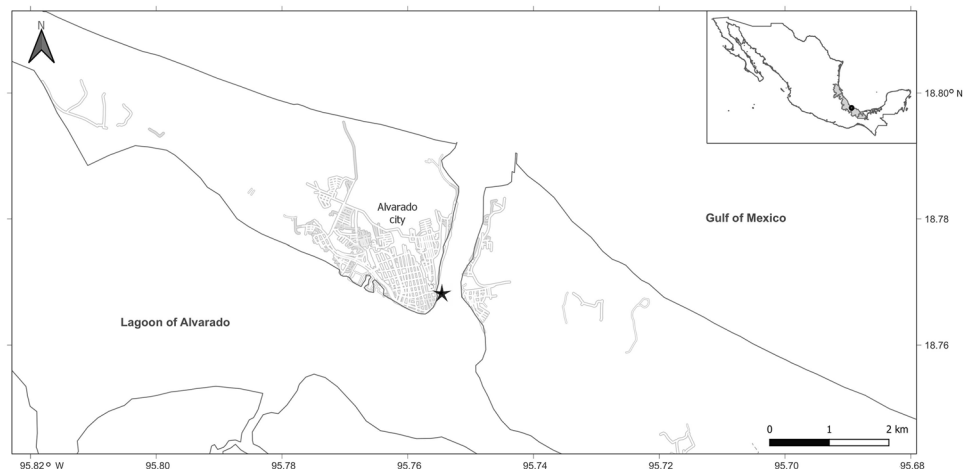 N
18.80° N
Alvarado
city
Gulf of Mexico
18.78
Lagoon of Alvarado
18.76
0 1 2 km
95.82° W 95.80 95.78 95.76 95.74 95.72 95.70 95.68